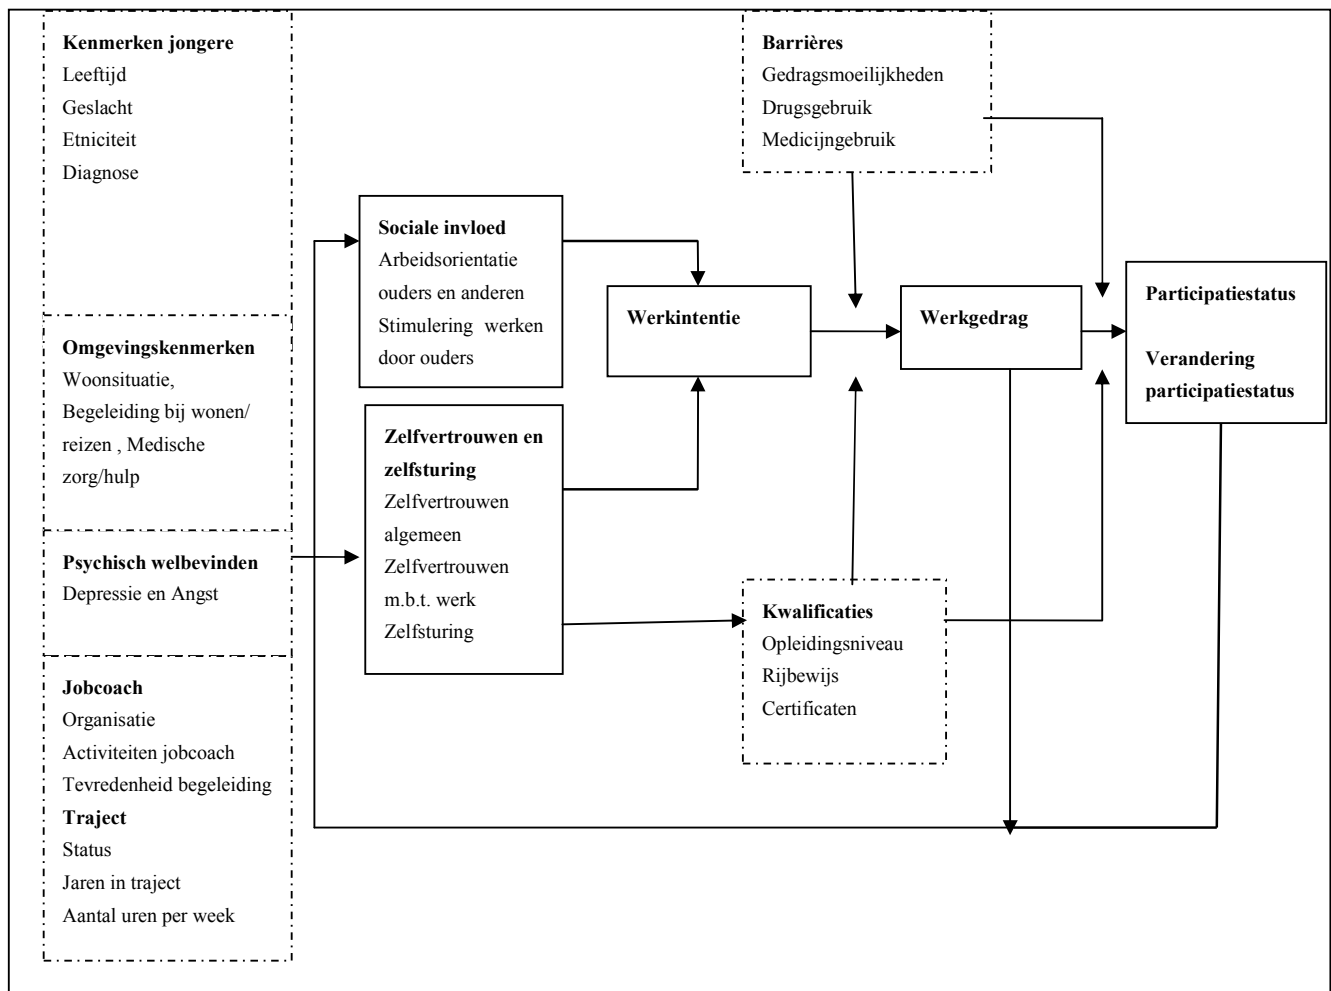 Kenmerken jongere
Leeftijd
Geslacht
Etniciteit
Diagnose
Omgevingskenmerken
Woonsituatie,
Begeleiding bij wonen/
reizen , Medische
zorg/hulp
Psychisch welbevinden
Depressie en Angst
Jobcoach
Organisatie
Activiteiten jobcoach
Tevredenheid begeleiding
Traject
Status
Jaren in traject
Aantal uren per week
Sociale invloed
Arbeidsorientatie
ouders en anderen
Stimulering werken
door ouders
Zelfvertrouwen en
zelfsturing
Zelfvertrouwen
algemeen
Zelfvertrouwen
m.b.t. werk
Zelfsturing
Werkintentie
Barrières
Gedragsmoeilijkheden
Drugsgebruik
Medicijngebruik
Kwalificaties
Opleidingsniveau
Rijbewijs
Certificaten
Werkgedrag
Participatiestatus
Verandering
participatiestatus